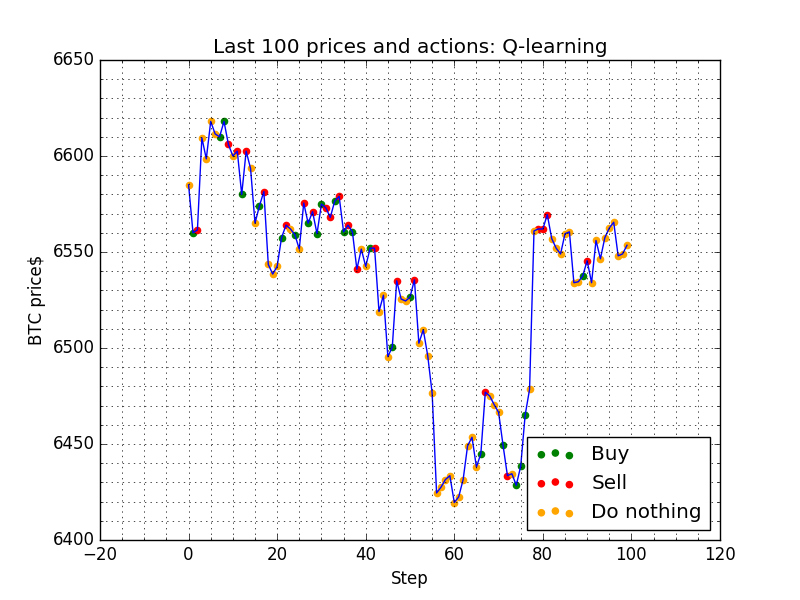 Last 100 prices and actions: Q-learning
6650
6600
6550
6500
6450
6400
BTC price$
Buy
Sell
Do nothing
−20 0 20 40 60 80 100 120
Step